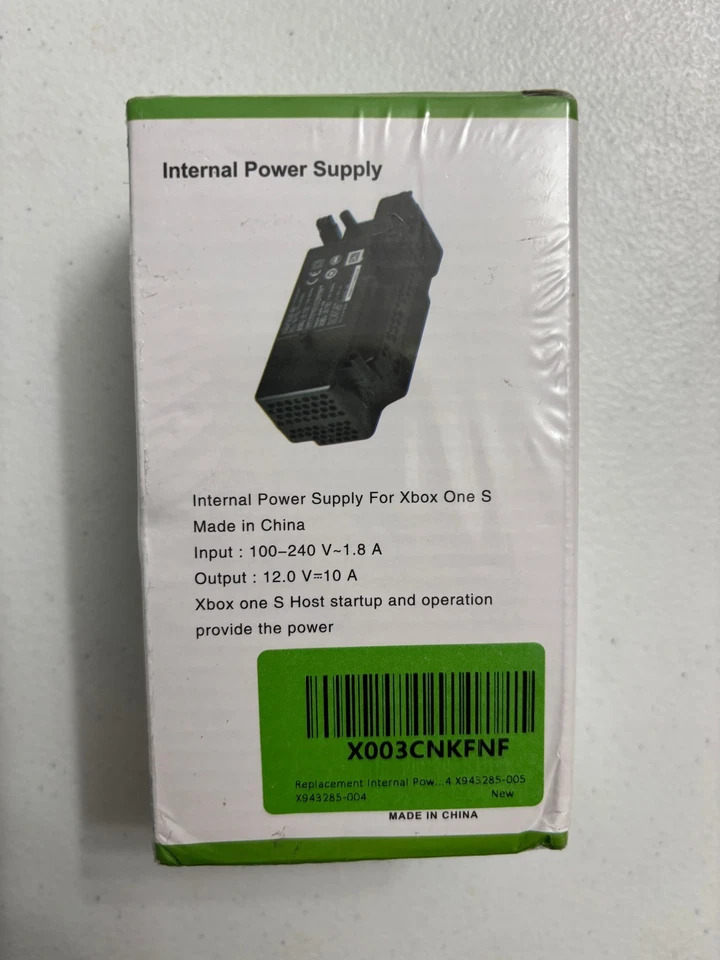 Internal Power Supply
Internal Power Supply For Xbox One S
Made in China
Input : 100–240 V~1.8 A
Output : 12.0 V⎓10 A
Xbox one S Host startup and operation
provide the power
X003CNKFNF
Replacement Internal Pow...4 X943285-005
X943285-004 New
MADE IN CHINA